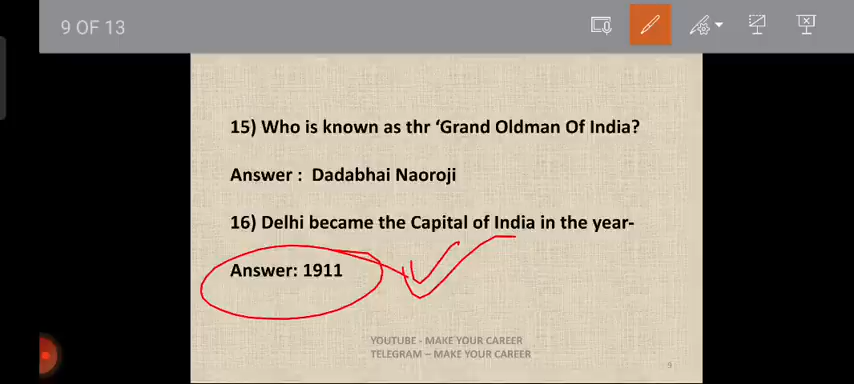 9 OF 13
15) Who is known as thr ‘Grand Oldman Of India?
Answer : Dadabhai Naoroji
16) Delhi became the Capital of India in the year-
Answer: 1911
YOUTUBE - MAKE YOUR CAREER
TELEGRAM – MAKE YOUR CAREER
9